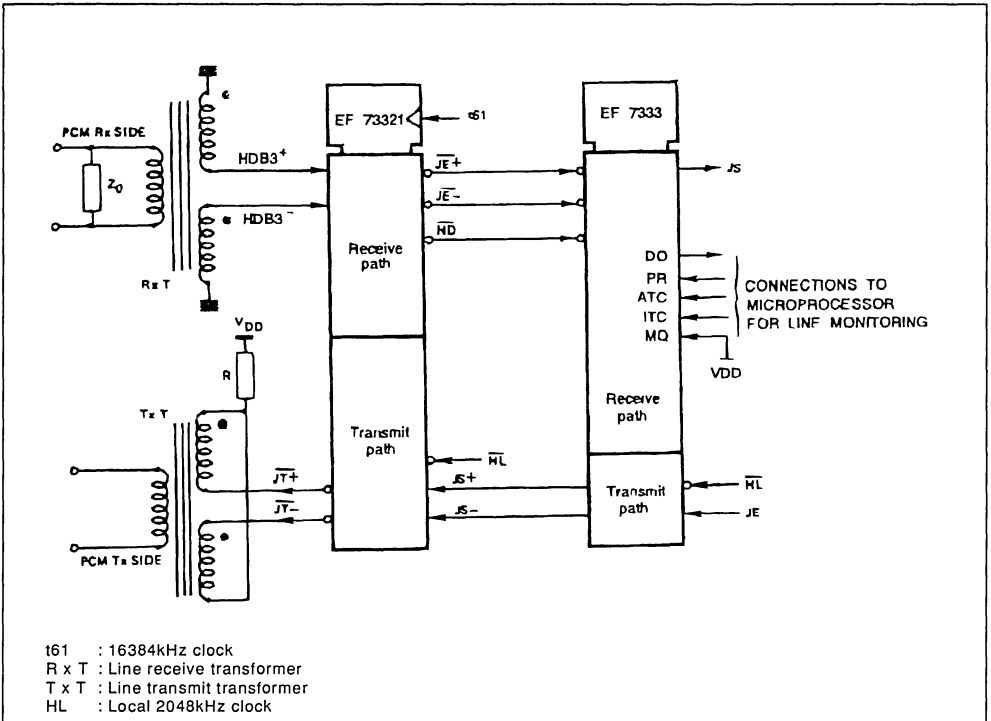 EF 73321
t61
EF 7333
PCM Rx SIDE
Z0
HDB3+
HDB3-
Rx T
JE+
JE-
HD
JS
Receive path
DO
PR
ATC
ITC
MQ
CONNECTIONS TO
MICROPROCESSOR
FOR LINE MONITORING
VDD
VDD
R
Tx T
Receive path
Transmit path
HL
JT+
JT-
JS+
JS-
Transmit path
HL
JE
PCM Tx SIDE
t61 : 16384kHz clock
R x T : Line receive transformer
T x T : Line transmit transformer
HL : Local 2048kHz clock